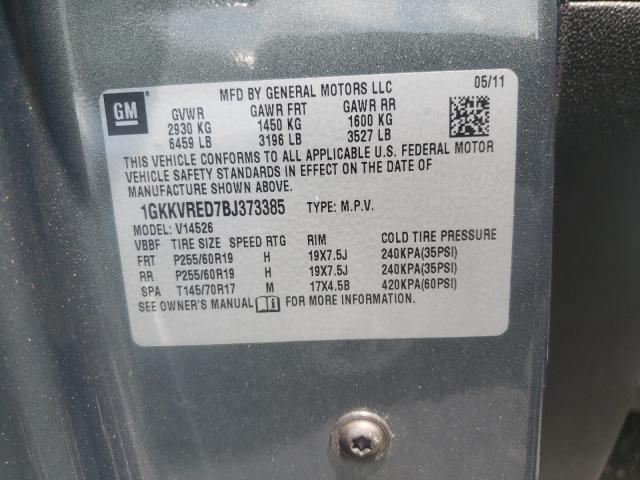 GM
®
MFD BY GENERAL MOTORS LLC 05/11
GVWR GAWR FRT GAWR RR
2930 KG 1450 KG 1600 KG
6459 LB 3196 LB 3527 LB
THIS VEHICLE CONFORMS TO ALL APPLICABLE U.S. FEDERAL MOTOR
VEHICLE SAFETY STANDARDS IN EFFECT ON THE DATE OF
MANUFACTURE SHOWN ABOVE.
1GKKVRED7BJ373385 TYPE: M.P.V.
MODEL: V14526
VBBF TIRE SIZE SPEED RTG RIM COLD TIRE PRESSURE
FRT P255/60R19 H 19X7.5J 240KPA(35PSI)
RR P255/60R19 H 19X7.5J 240KPA(35PSI)
SPA T145/70R17 M 17X4.5B 420KPA(60PSI)
SEE OWNER'S MANUAL FOR MORE INFORMATION.